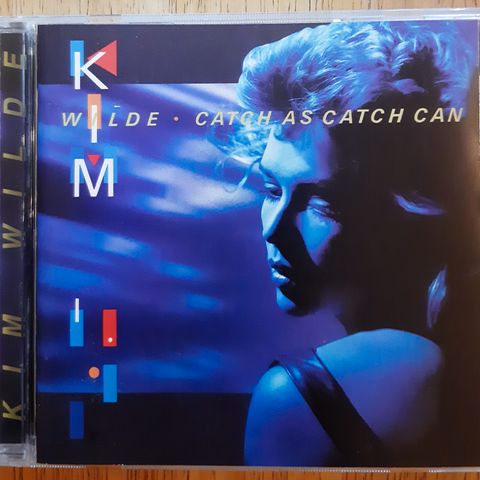 KIM WILDE
KIM
WILDE • CATCH AS CATCH CAN